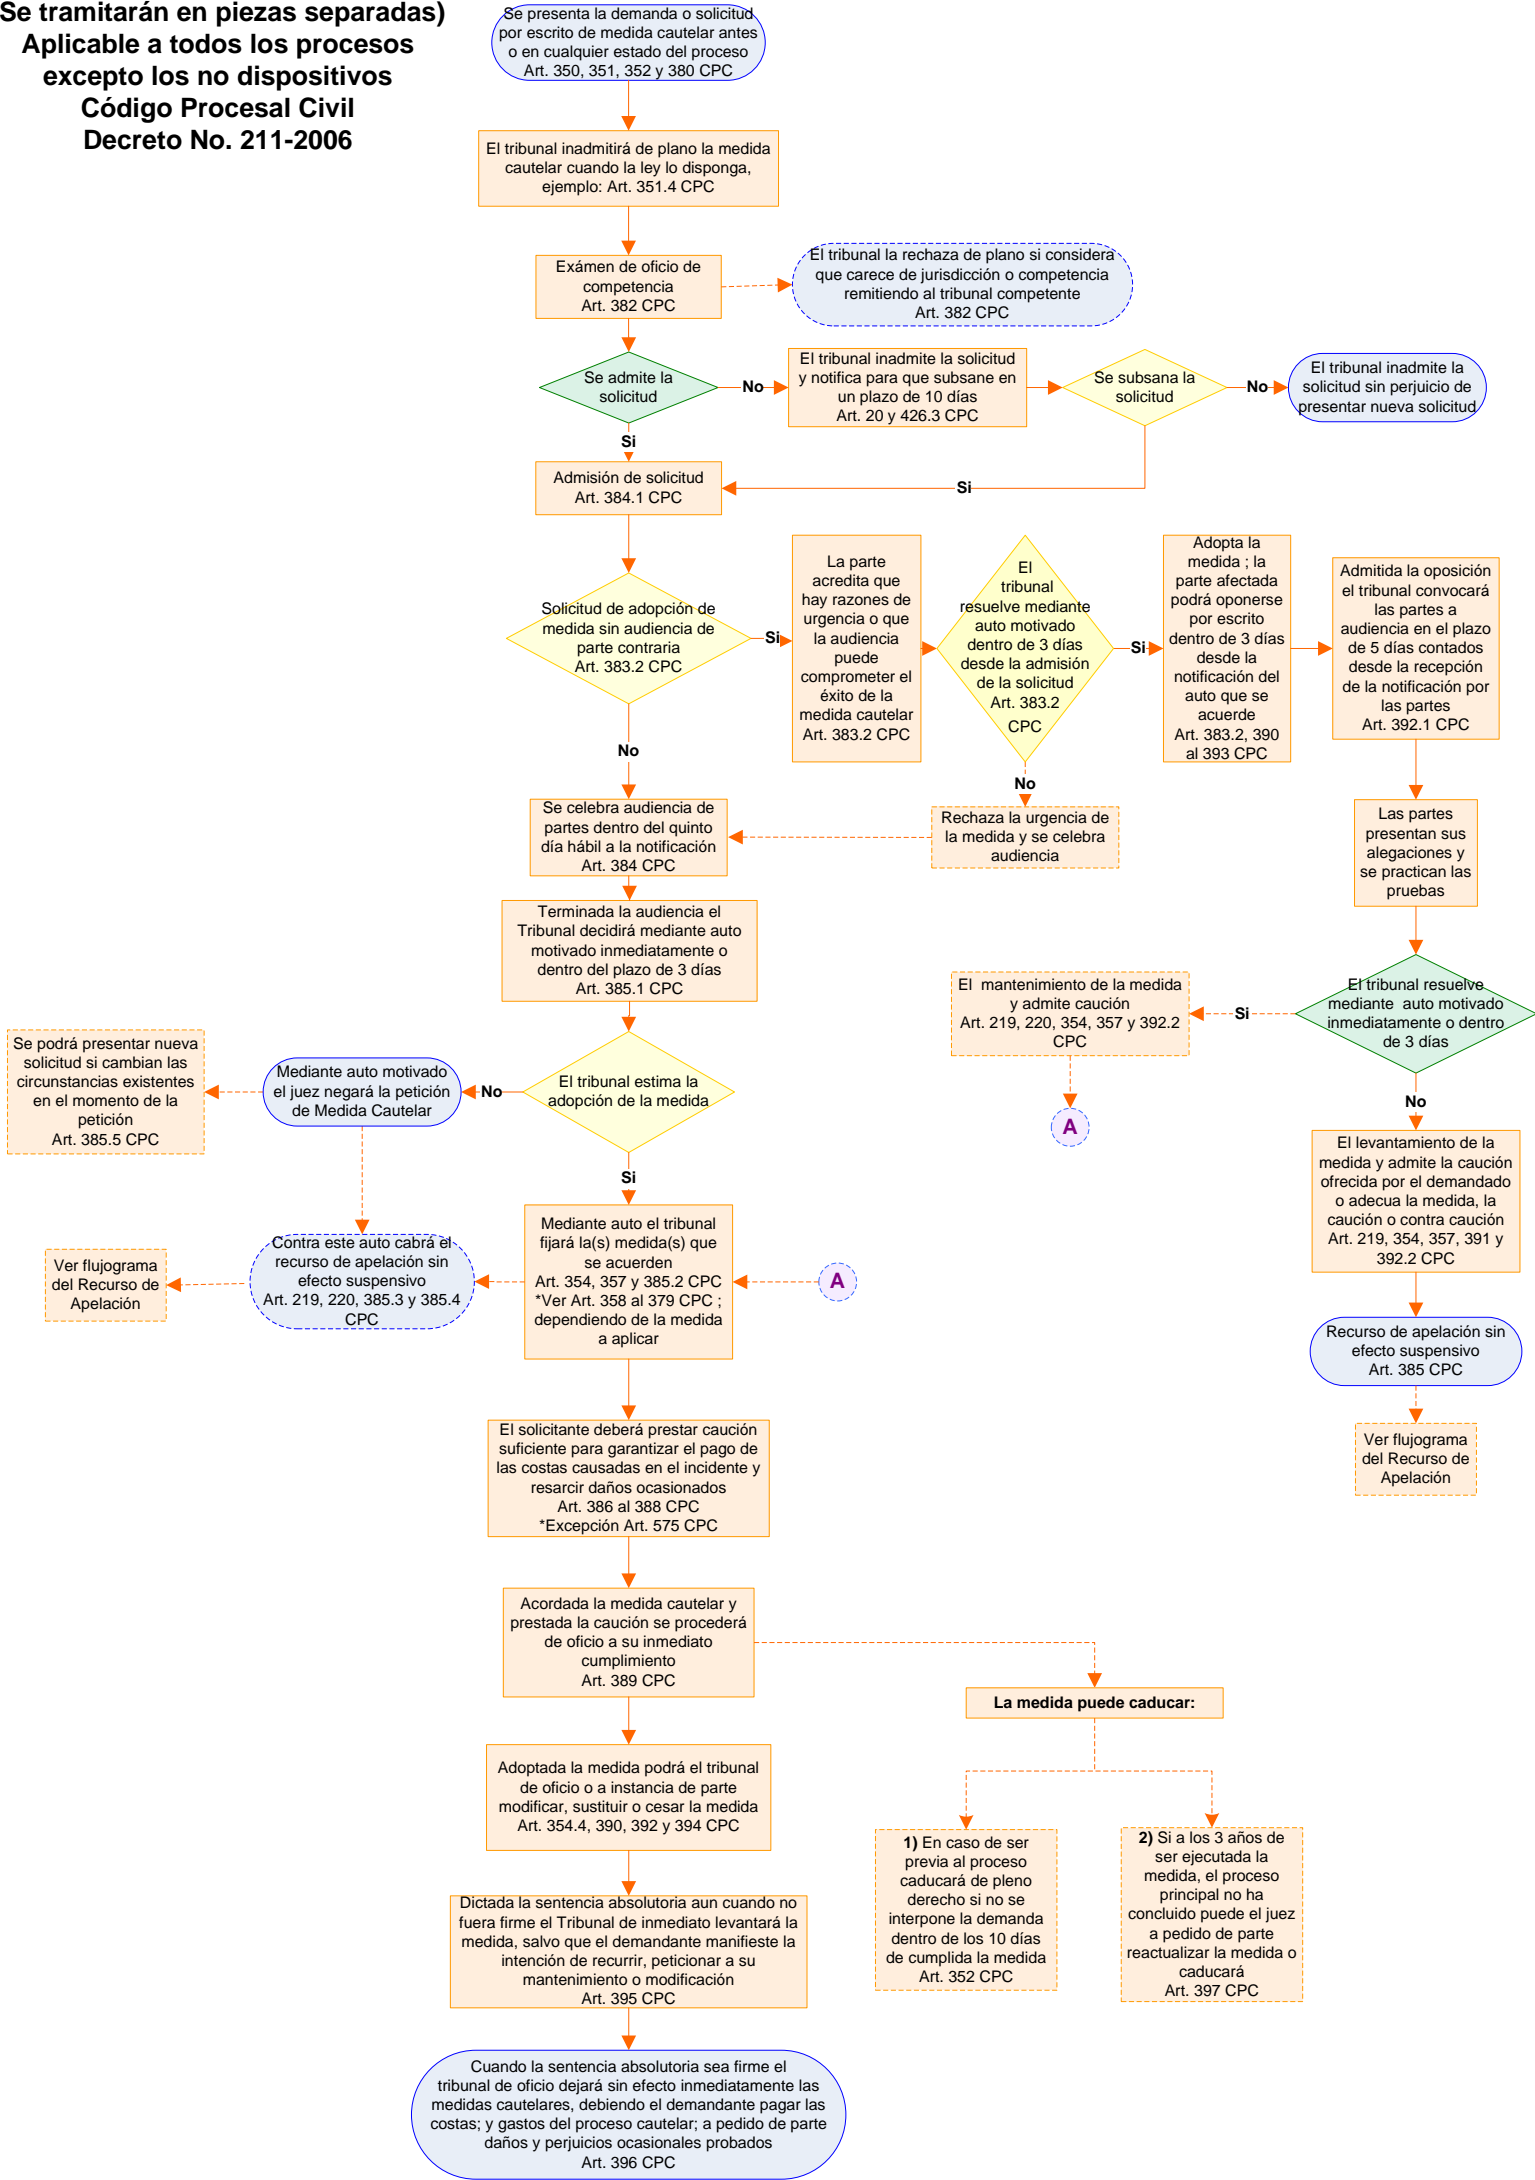 Se tramitarán en piezas separadas)
Aplicable a todos los procesos
excepto los no dispositivos
Código Procesal Civil
Decreto No. 211-2006
Se presenta la demanda o solicitud
por escrito de medida cautelar antes
o en cualquier estado del proceso
Art. 350, 351, 352 y 380 CPC
El tribunal inadmitirá de plano la medida
cautelar cuando la ley lo disponga,
ejemplo: Art. 351.4 CPC
Exámen de oficio de
competencia
Art. 382 CPC
El tribunal la rechaza de plano si considera
que carece de jurisdicción o competencia
remitiendo al tribunal competente
Art. 382 CPC
Se admite la
solicitud
No
El tribunal inadmite la solicitud
y notifica para que subsane en
un plazo de 10 días
Art. 20 y 426.3 CPC
Se subsana la
solicitud
No
El tribunal inadmite la
solicitud sin perjuicio de
presentar nueva solicitud
Si
Admisión de solicitud
Art. 384.1 CPC
Si
Solicitud de adopción de
medida sin audiencia de
parte contraria
Art. 383.2 CPC
Si
La parte
acredita que
hay razones de
urgencia o que
la audiencia
puede
comprometer el
éxito de la
medida cautelar
Art. 383.2 CPC
El
tribunal
resuelve mediante
auto motivado
dentro de 3 días
desde la admisión
de la solicitud
Art. 383.2
CPC
Si
Adopta la
medida ; la
parte afectada
podrá oponerse
por escrito
dentro de 3 días
desde la
notificación del
auto que se
acuerde
Art. 383.2, 390
al 393 CPC
Admitida la oposición
el tribunal convocará
las partes a
audiencia en el plazo
de 5 días contados
desde la recepción
de la notificación por
las partes
Art. 392.1 CPC
No
No
Se celebra audiencia de
partes dentro del quinto
día hábil a la notificación
Art. 384 CPC
Rechaza la urgencia de
la medida y se celebra
audiencia
Las partes
presentan sus
alegaciones y
se practican las
pruebas
Terminada la audiencia el
Tribunal decidirá mediante auto
motivado inmediatamente o
dentro del plazo de 3 días
Art. 385.1 CPC
El  mantenimiento de la medida
y admite caución
Art. 219, 220, 354, 357 y 392.2
CPC
Si
El tribunal resuelve
mediante  auto motivado
inmediatamente o dentro
de 3 días
Se podrá presentar nueva
solicitud si cambian las
circunstancias existentes
en el momento de la
petición
Art. 385.5 CPC
Mediante auto motivado
el juez negará la petición
de Medida Cautelar
No
El tribunal estima la
adopción de la medida
A
No
Si
El levantamiento de la
medida y admite la caución
ofrecida por el demandado
o adecua la medida, la
caución o contra caución
Art. 219, 354, 357, 391 y
392.2 CPC
Ver flujograma
del Recurso de
Apelación
Contra este auto cabrá el
recurso de apelación sin
efecto suspensivo
Art. 219, 220, 385.3 y 385.4
CPC
Mediante auto el tribunal
fijará la(s) medida(s) que
se acuerden
Art. 354, 357 y 385.2 CPC
*Ver Art. 358 al 379 CPC ;
dependiendo de la medida
a aplicar
A
Recurso de apelación sin
efecto suspensivo
Art. 385 CPC
Ver flujograma
del Recurso de
Apelación
El solicitante deberá prestar caución
suficiente para garantizar el pago de
las costas causadas en el incidente y
resarcir daños ocasionados
Art. 386 al 388 CPC
*Excepción Art. 575 CPC
Acordada la medida cautelar y
prestada la caución se procederá
de oficio a su inmediato
cumplimiento
Art. 389 CPC
La medida puede caducar:
Adoptada la medida podrá el tribunal
de oficio o a instancia de parte
modificar, sustituir o cesar la medida
Art. 354.4, 390, 392 y 394 CPC
1) En caso de ser
previa al proceso
caducará de pleno
derecho si no se
interpone la demanda
dentro de los 10 días
de cumplida la medida
Art. 352 CPC
2) Si a los 3 años de
ser ejecutada la
medida, el proceso
principal no ha
concluido puede el juez
a pedido de parte
reactualizar la medida o
caducará
Art. 397 CPC
Dictada la sentencia absolutoria aun cuando no
fuera firme el Tribunal de inmediato levantará la
medida, salvo que el demandante manifieste la
intención de recurrir, peticionar a su
mantenimiento o modificación
Art. 395 CPC
Cuando la sentencia absolutoria sea firme el
tribunal de oficio dejará sin efecto inmediatamente las
medidas cautelares, debiendo el demandante pagar las
costas; y gastos del proceso cautelar; a pedido de parte
daños y perjuicios ocasionales probados
Art. 396 CPC